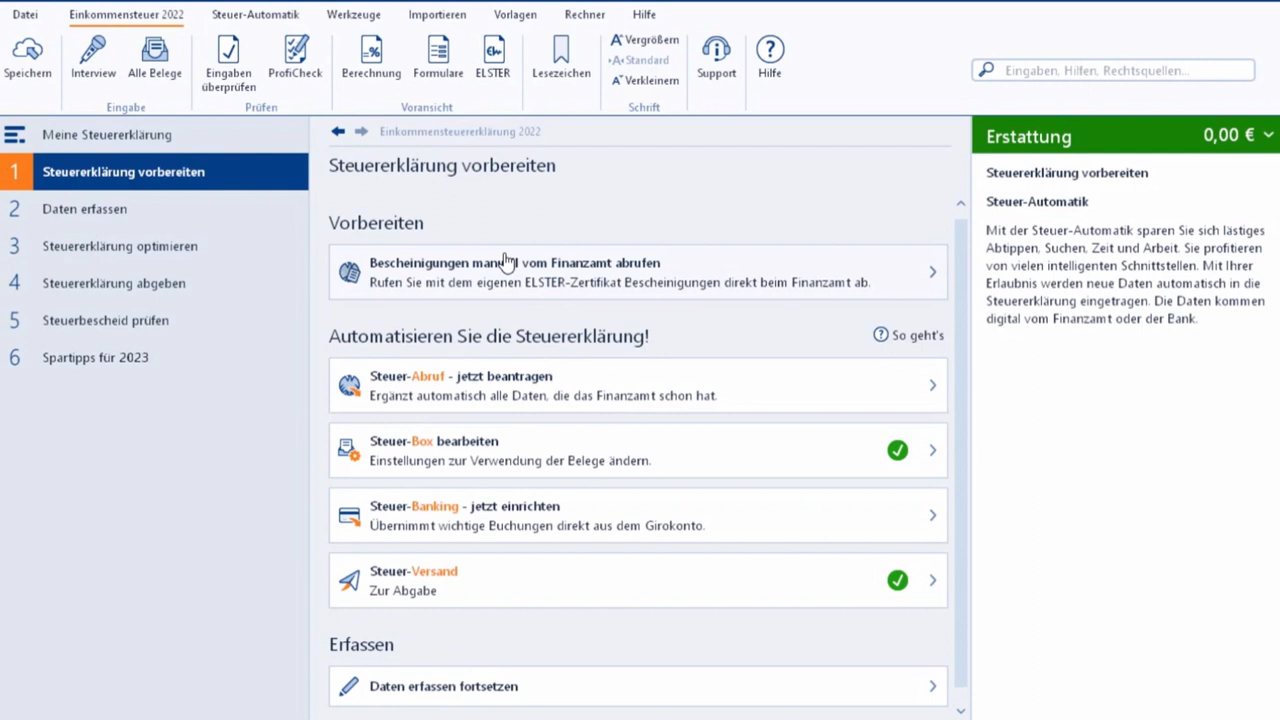 Datei Einkommensteuer 2022 Steuer-Automatik Werkzeuge Importieren Vorlagen Rechner Hilfe
Speichern Interview Alle Belege Eingaben überprüfen ProfiCheck Berechnung Formulare ELSTER Lesezeichen Vergrößern Standard Verkleinern Support Hilfe
Eingabe Prüfen Voransicht Schrift
Eingaben, Hilfen, Rechtsquellen...
Meine Steuererklärung
1 Steuererklärung vorbereiten
2 Daten erfassen
3 Steuererklärung optimieren
4 Steuererklärung abgeben
5 Steuerbescheid prüfen
6 Spartipps für 2023
Einkommensteuererklärung 2022
Steuererklärung vorbereiten
Vorbereiten
Bescheinigungen manuell vom Finanzamt abrufen
Rufen Sie mit dem eigenen ELSTER-Zertifikat Bescheinigungen direkt beim Finanzamt ab.
Automatisieren Sie die Steuererklärung!
So geht's
Steuer-Abruf - jetzt beantragen
Ergänzt automatisch alle Daten, die das Finanzamt schon hat.
Steuer-Box bearbeiten
Einstellungen zur Verwendung der Belege ändern.
Steuer-Banking - jetzt einrichten
Übernimmt wichtige Buchungen direkt aus dem Girokonto.
Steuer-Versand
Zur Abgabe
Erfassen
Daten erfassen fortsetzen
Erstattung 0,00 €
Steuererklärung vorbereiten
Steuer-Automatik
Mit der Steuer-Automatik sparen Sie sich lästiges
Abtippen, Suchen, Zeit und Arbeit. Sie profitieren
von vielen intelligenten Schnittstellen. Mit Ihrer
Erlaubnis werden neue Daten automatisch in die
Steuererklärung eingetragen. Die Daten kommen
digital vom Finanzamt oder der Bank.